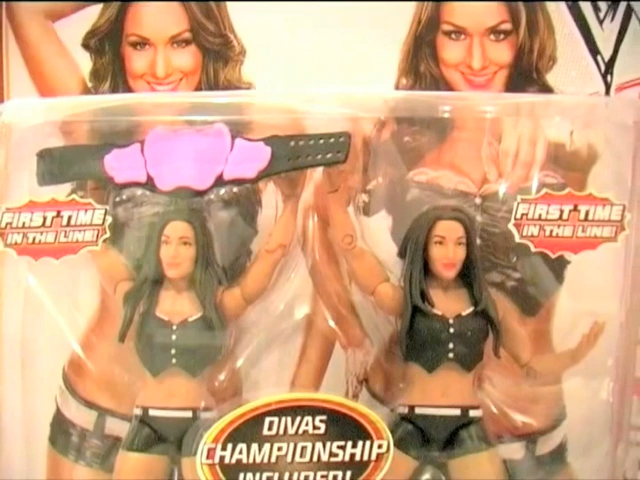 FIRST TIME
IN THE LINE!
FIRST TIME
IN THE LINE!
DIVAS
CHAMPIONSHIP
INCLUDED!